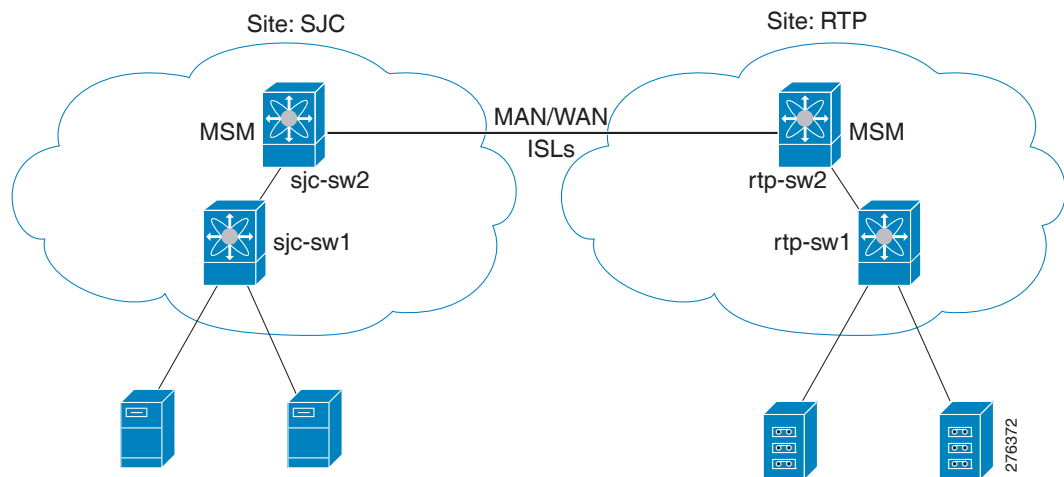 Site: SJC
Site: RTP
MSM
MAN/WAN
ISLs
MSM
sjc-sw2
rtp-sw2
sjc-sw1
rtp-sw1
276372